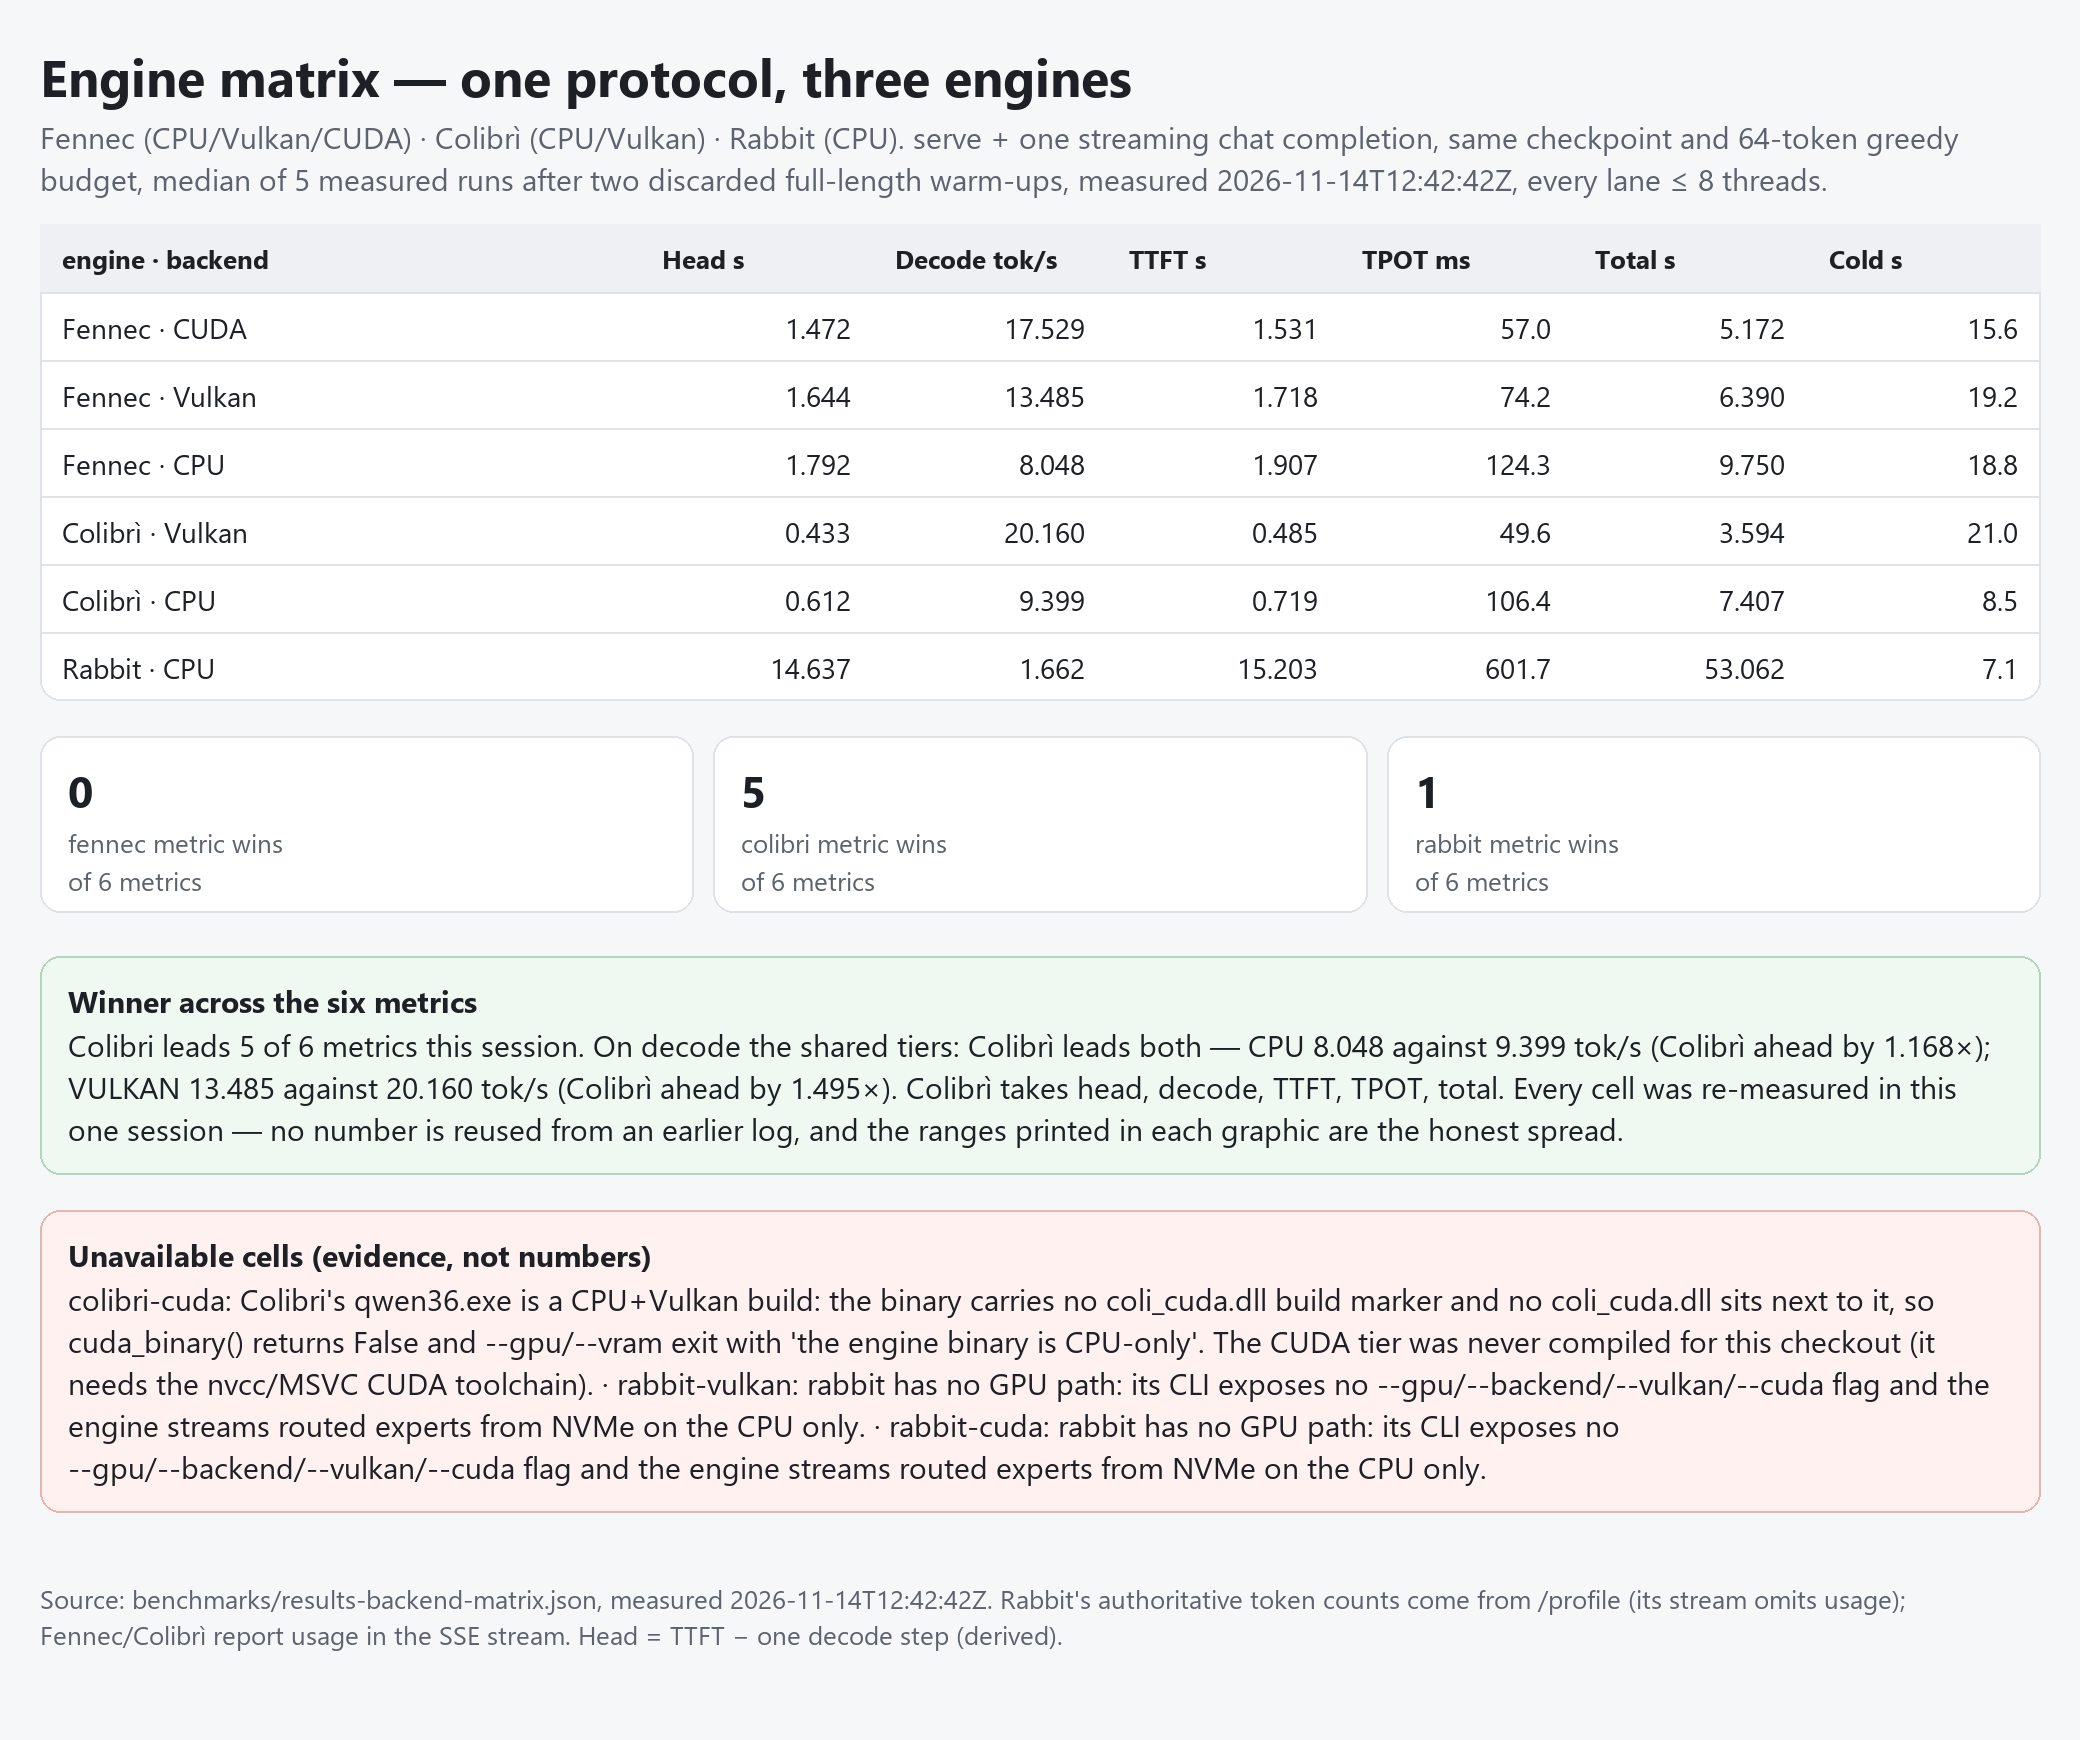 Engine matrix — one protocol, three engines
Fennec (CPU/Vulkan/CUDA) · Colibrì (CPU/Vulkan) · Rabbit (CPU). serve + one streaming chat completion, same checkpoint and 64-token greedy
budget, median of 5 measured runs after two discarded full-length warm-ups, measured 2026-11-14T12:42:42Z, every lane ≤ 8 threads.
engine · backend Head s Decode tok/s TTFT s TPOT ms Total s Cold s
Fennec · CUDA 1.472 17.529 1.531 57.0 5.172 15.6
Fennec · Vulkan 1.644 13.485 1.718 74.2 6.390 19.2
Fennec · CPU 1.792 8.048 1.907 124.3 9.750 18.8
Colibrì · Vulkan 0.433 20.160 0.485 49.6 3.594 21.0
Colibrì · CPU 0.612 9.399 0.719 106.4 7.407 8.5
Rabbit · CPU 14.637 1.662 15.203 601.7 53.062 7.1
0
fennec metric wins
of 6 metrics
5
colibri metric wins
of 6 metrics
1
rabbit metric wins
of 6 metrics
Winner across the six metrics
Colibri leads 5 of 6 metrics this session. On decode the shared tiers: Colibrì leads both — CPU 8.048 against 9.399 tok/s (Colibrì ahead by 1.168×);
VULKAN 13.485 against 20.160 tok/s (Colibrì ahead by 1.495×). Colibrì takes head, decode, TTFT, TPOT, total. Every cell was re-measured in this
one session — no number is reused from an earlier log, and the ranges printed in each graphic are the honest spread.
Unavailable cells (evidence, not numbers)
colibri-cuda: Colibri's qwen36.exe is a CPU+Vulkan build: the binary carries no coli_cuda.dll build marker and no coli_cuda.dll sits next to it, so
cuda_binary() returns False and --gpu/--vram exit with 'the engine binary is CPU-only'. The CUDA tier was never compiled for this checkout (it
needs the nvcc/MSVC CUDA toolchain). · rabbit-vulkan: rabbit has no GPU path: its CLI exposes no --gpu/--backend/--vulkan/--cuda flag and the
engine streams routed experts from NVMe on the CPU only. · rabbit-cuda: rabbit has no GPU path: its CLI exposes no
--gpu/--backend/--vulkan/--cuda flag and the engine streams routed experts from NVMe on the CPU only.
Source: benchmarks/results-backend-matrix.json, measured 2026-11-14T12:42:42Z. Rabbit's authoritative token counts come from /profile (its stream omits usage);
Fennec/Colibrì report usage in the SSE stream. Head = TTFT − one decode step (derived).